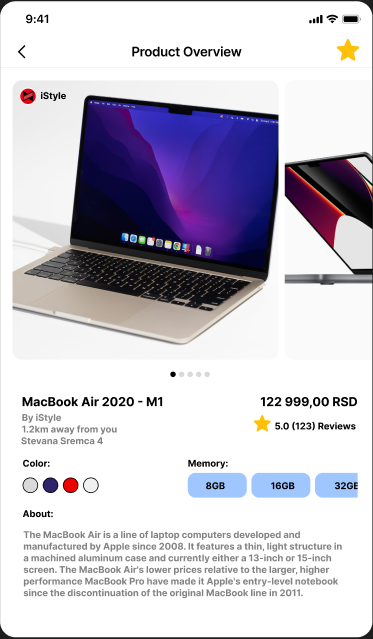 9:41
Product Overview
iStyle
MacBook Air 2020 - M1
122 999,00 RSD
By iStyle
1.2km away from you
5.0 (123) Reviews
Stevana Sremca 4
Color:
Memory:
8GB
16GB
32GB
About:
The MacBook Air is a line of laptop computers developed and
manufactured by Apple since 2008. It features a thin, light structure in
a machined aluminum case and currently either a 13-inch or 15-inch
screen. The MacBook Air's lower prices relative to the larger, higher
performance MacBook Pro have made it Apple's entry-level notebook
since the discontinuation of the original MacBook line in 2011.